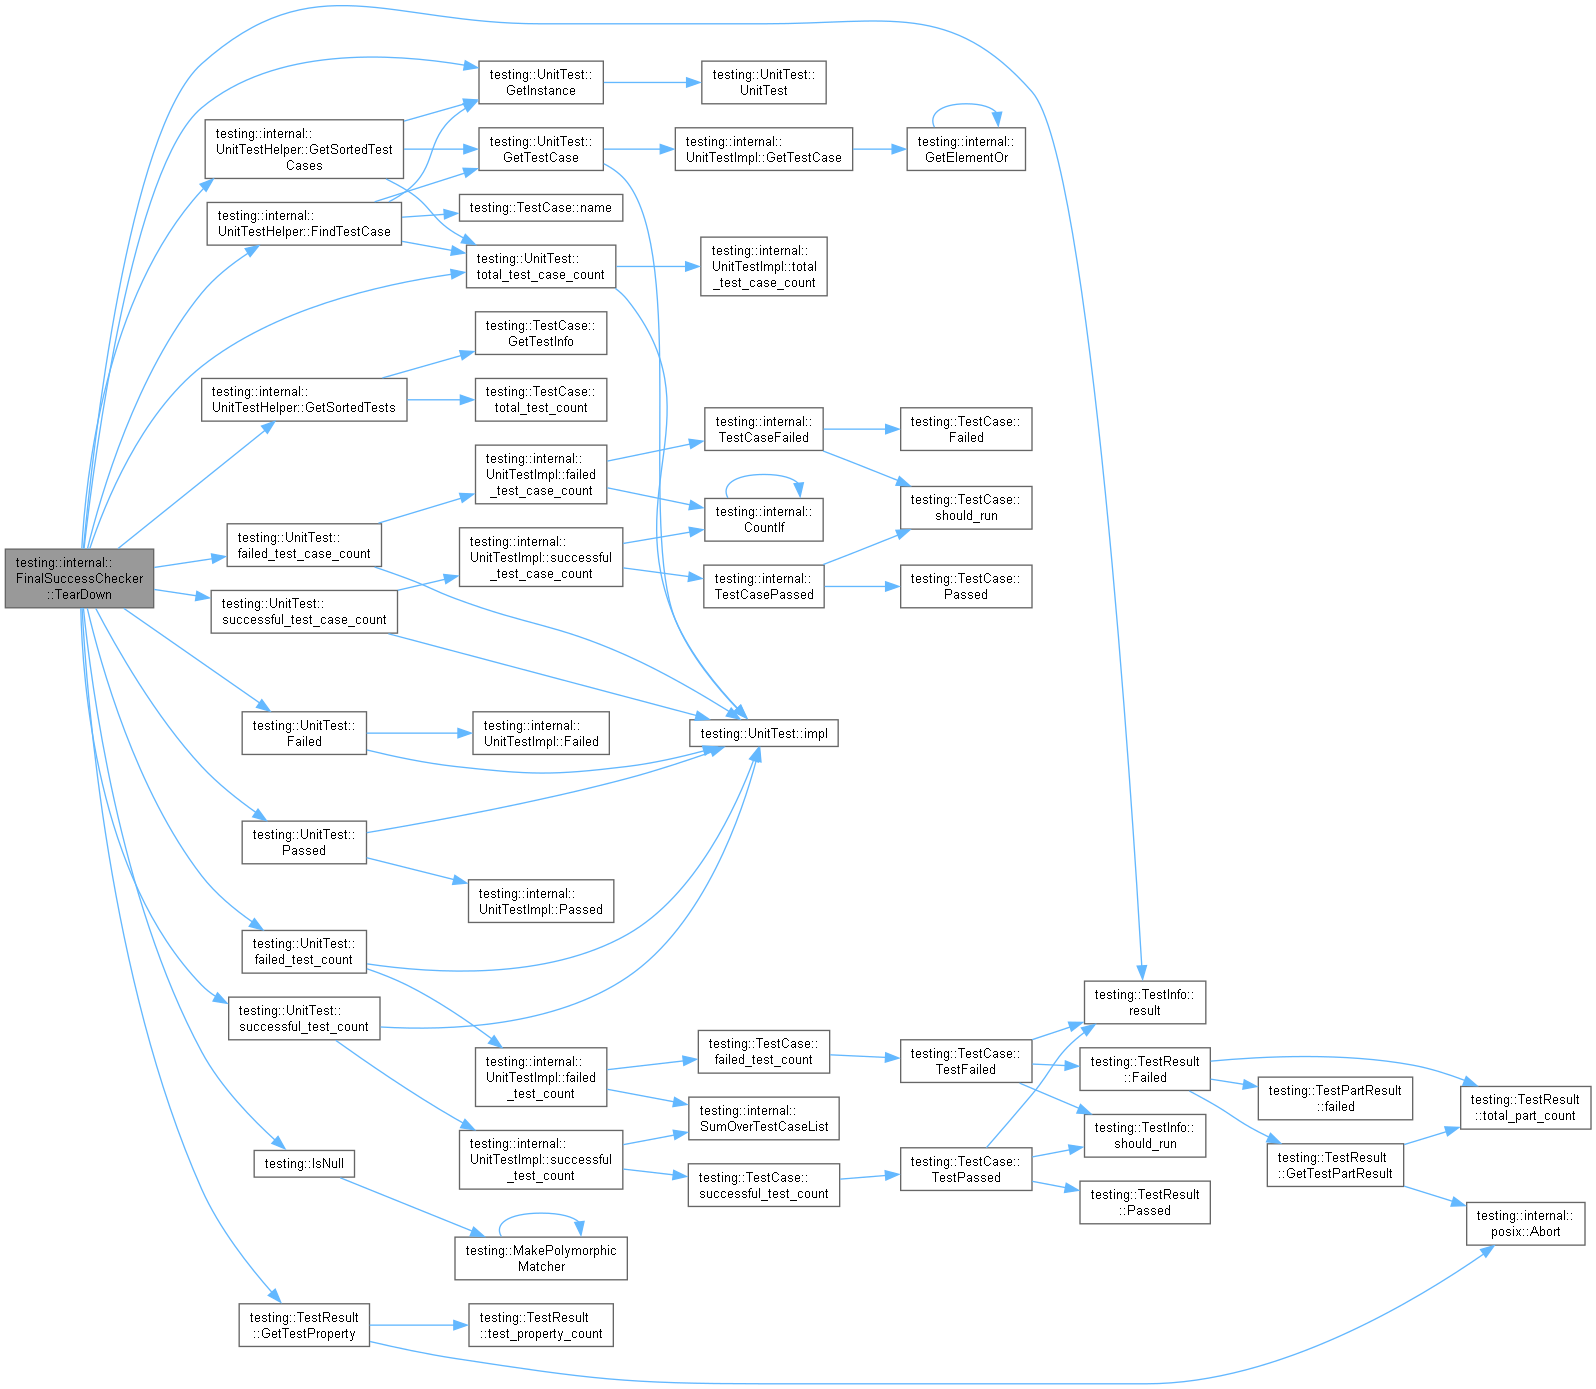 testing::UnitTest::
GetInstance
testing::UnitTest::
UnitTest
testing::internal::
UnitTestHelper::GetSortedTest
Cases
testing::UnitTest::
GetTestCase
testing::internal::
UnitTestImpl::GetTestCase
testing::internal::
GetElementOr
testing::internal::
UnitTestHelper::FindTestCase
testing::TestCase::name
testing::UnitTest::
total_test_case_count
testing::internal::
UnitTestImpl::total
_test_case_count
testing::TestCase::
GetTestInfo
testing::internal::
UnitTestHelper::GetSortedTests
testing::TestCase::
total_test_count
testing::internal::
TestCaseFailed
testing::TestCase::
Failed
testing::internal::
UnitTestImpl::failed
_test_case_count
testing::internal::
CountIf
testing::TestCase::
should_run
testing::UnitTest::
failed_test_case_count
testing::internal::
UnitTestImpl::successful
_test_case_count
testing::internal::
FinalSuccessChecker
::TearDown
testing::internal::
TestCasePassed
testing::TestCase::
Passed
testing::UnitTest::
successful_test_case_count
testing::UnitTest::
Failed
testing::internal::
UnitTestImpl::Failed
testing::UnitTest::impl
testing::UnitTest::
Passed
testing::internal::
UnitTestImpl::Passed
testing::UnitTest::
failed_test_count
testing::TestInfo::
result
testing::UnitTest::
successful_test_count
testing::internal::
UnitTestImpl::failed
_test_count
testing::TestCase::
failed_test_count
testing::TestCase::
TestFailed
testing::TestResult
::Failed
testing::TestPartResult
::failed
testing::TestResult
::total_part_count
testing::internal::
SumOverTestCaseList
testing::TestInfo::
should_run
testing::IsNull
testing::internal::
UnitTestImpl::successful
_test_count
testing::TestCase::
successful_test_count
testing::TestCase::
TestPassed
testing::TestResult
::GetTestPartResult
testing::TestResult
::Passed
testing::internal::
posix::Abort
testing::MakePolymorphic
Matcher
testing::TestResult
::GetTestProperty
testing::TestResult
::test_property_count